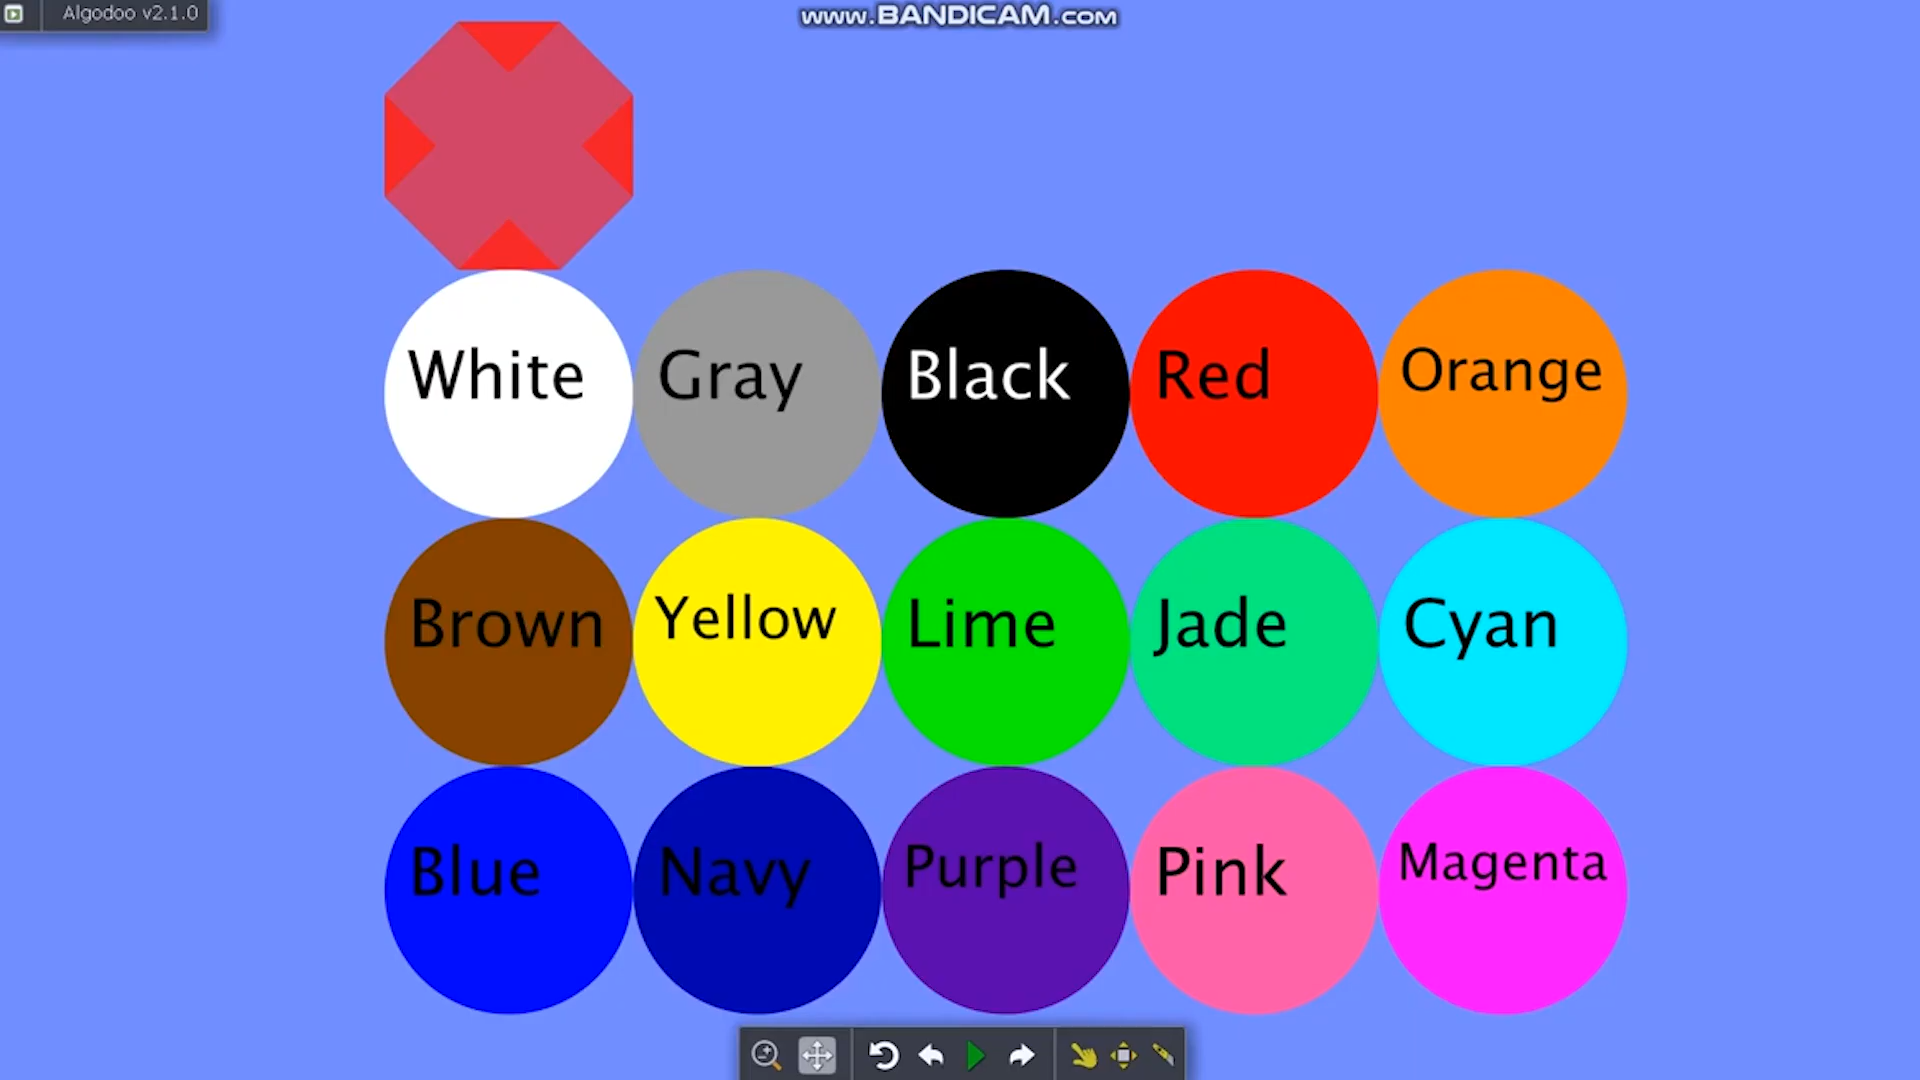 Algodoo v2.1.0
www.BANDICAM.com
White
Gray
Black
Red
Orange
Brown
Yellow
Lime
Jade
Cyan
Blue
Navy
Purple
Pink
Magenta